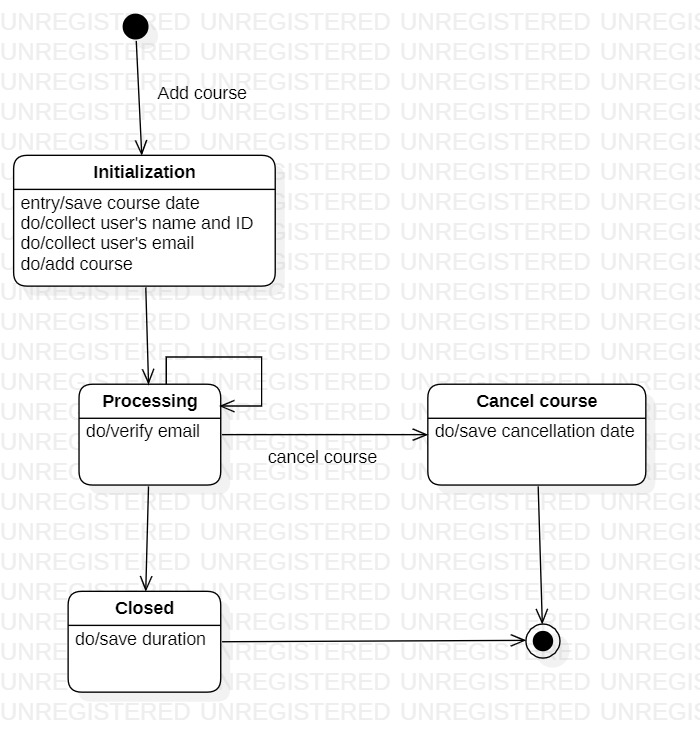 Add course
Initialization
entry/save course date
do/collect user's name and ID
do/collect user's email
do/add course
Processing
do/verify email
cancel course
Cancel course
do/save cancellation date
Closed
do/save duration
UNREGISTERED